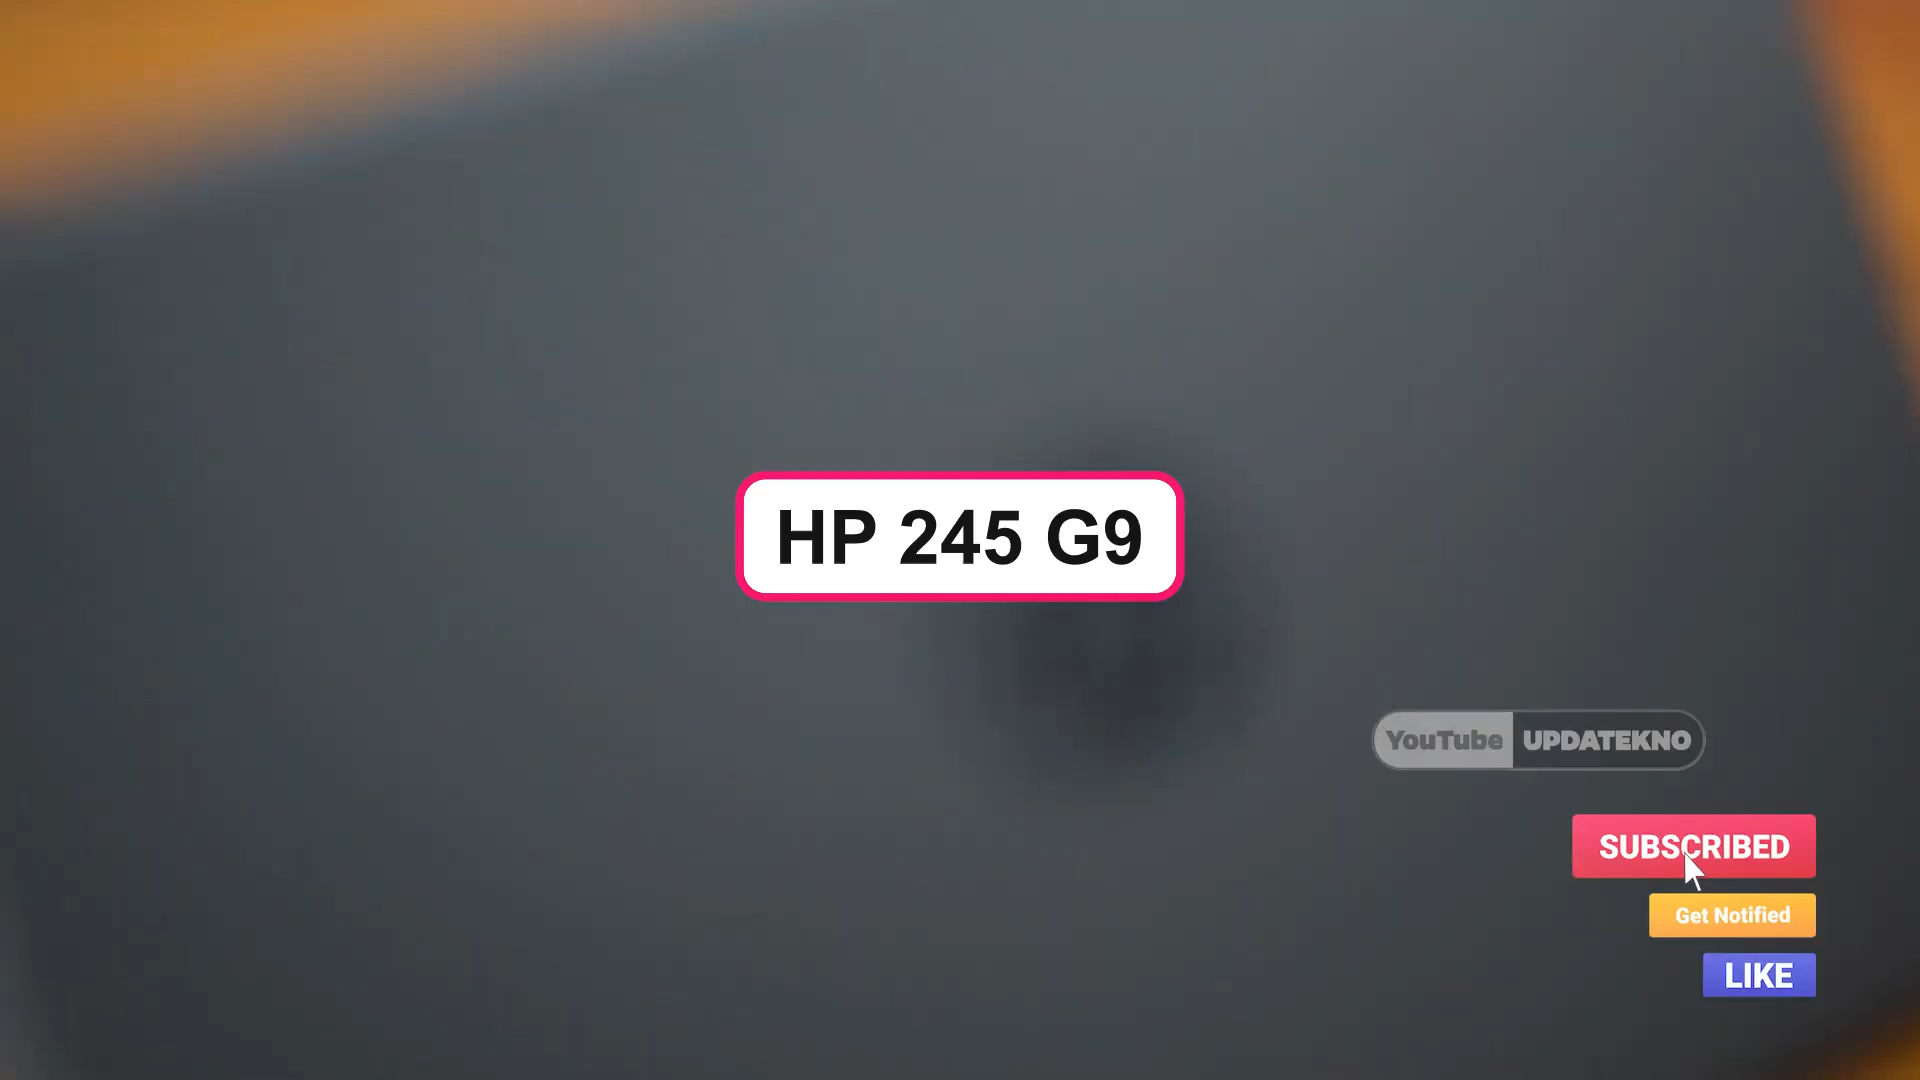 HP 245 G9
YouTube UPDATEKNO
SUBSCRIBED
Get Notified
LIKE